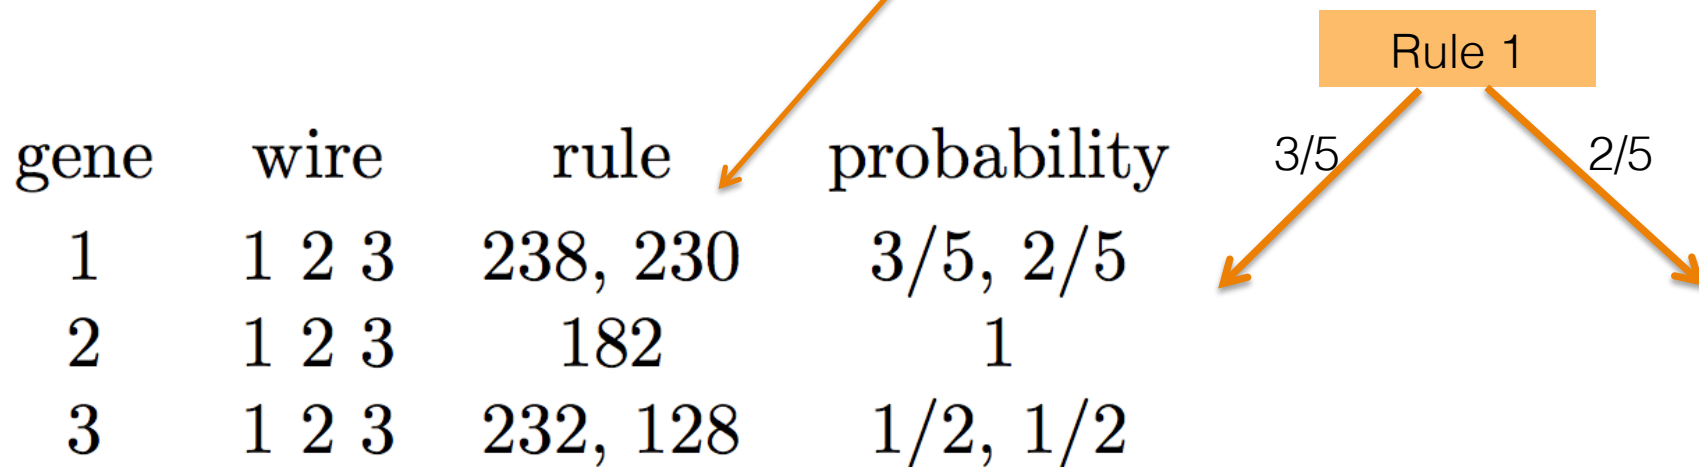 Rule 1
3/5 2/5
gene wire rule probability
1 1 2 3 238, 230 3/5, 2/5
2 1 2 3 182 1
3 1 2 3 232, 128 1/2, 1/2